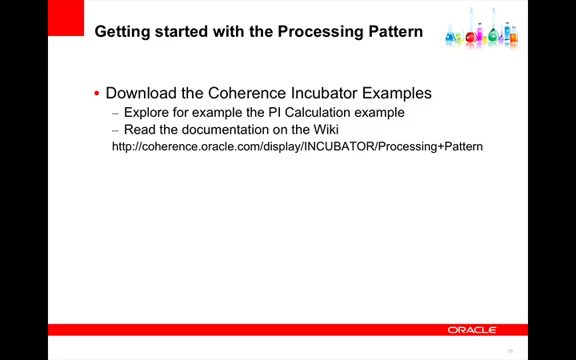 Getting started with the Processing Pattern
• Download the Coherence Incubator Examples
– Explore for example the PI Calculation example
– Read the documentation on the Wiki
http://coherence.oracle.com/display/INCUBATOR/Processing+Pattern
ORACLE
11